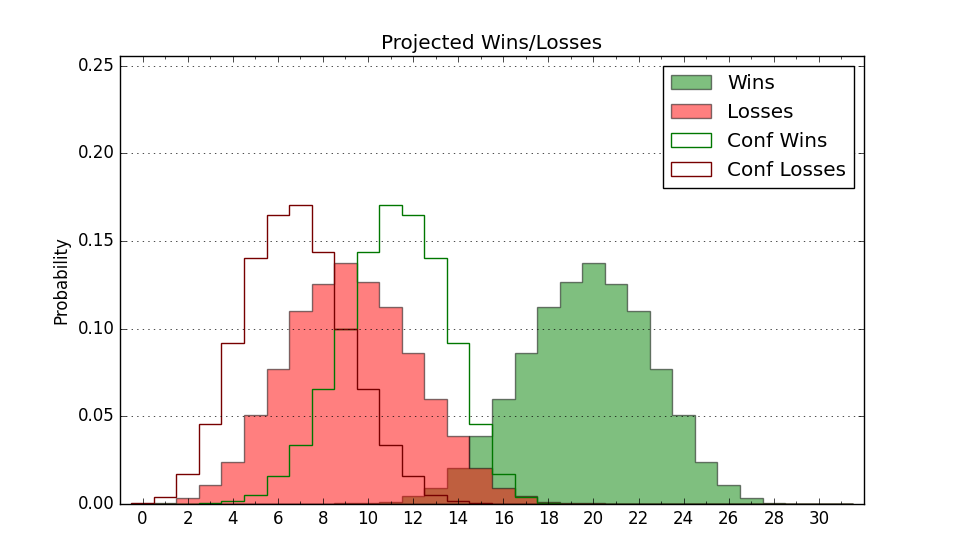 Projected Wins/Losses
Wins
Losses
Conf Wins
Conf Losses
Probability
0.25
0.20
0.15
0.10
0.05
0.00
0 2 4 6 8 10 12 14 16 18 20 22 24 26 28 30